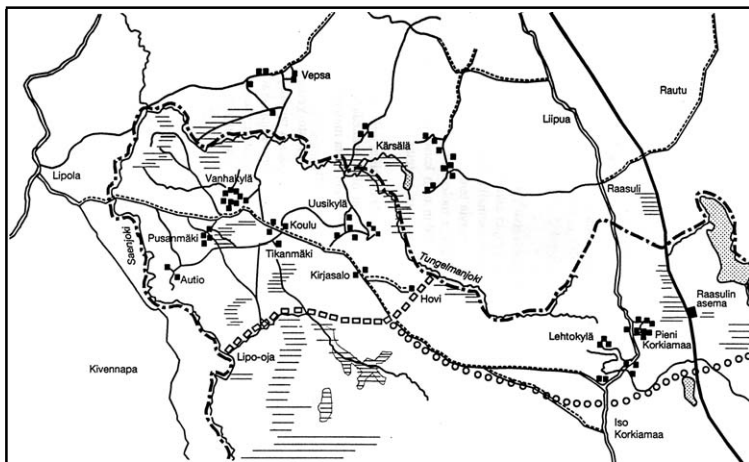 Vepsa
Rautu
Liipua
Kärsälä
Lipola
Vanhakylä
Raasuli
Uusikylä
Koulu
Pusanmäki
Saenjoki
Tikanmäki
Tungelmanjoki
Autio
Kirjasalo
Hovi
Raasulin
asema
Lehtokylä
Pieni
Korkiamaa
Lipo-oja
Kivennapa
Iso
Korkiamaa